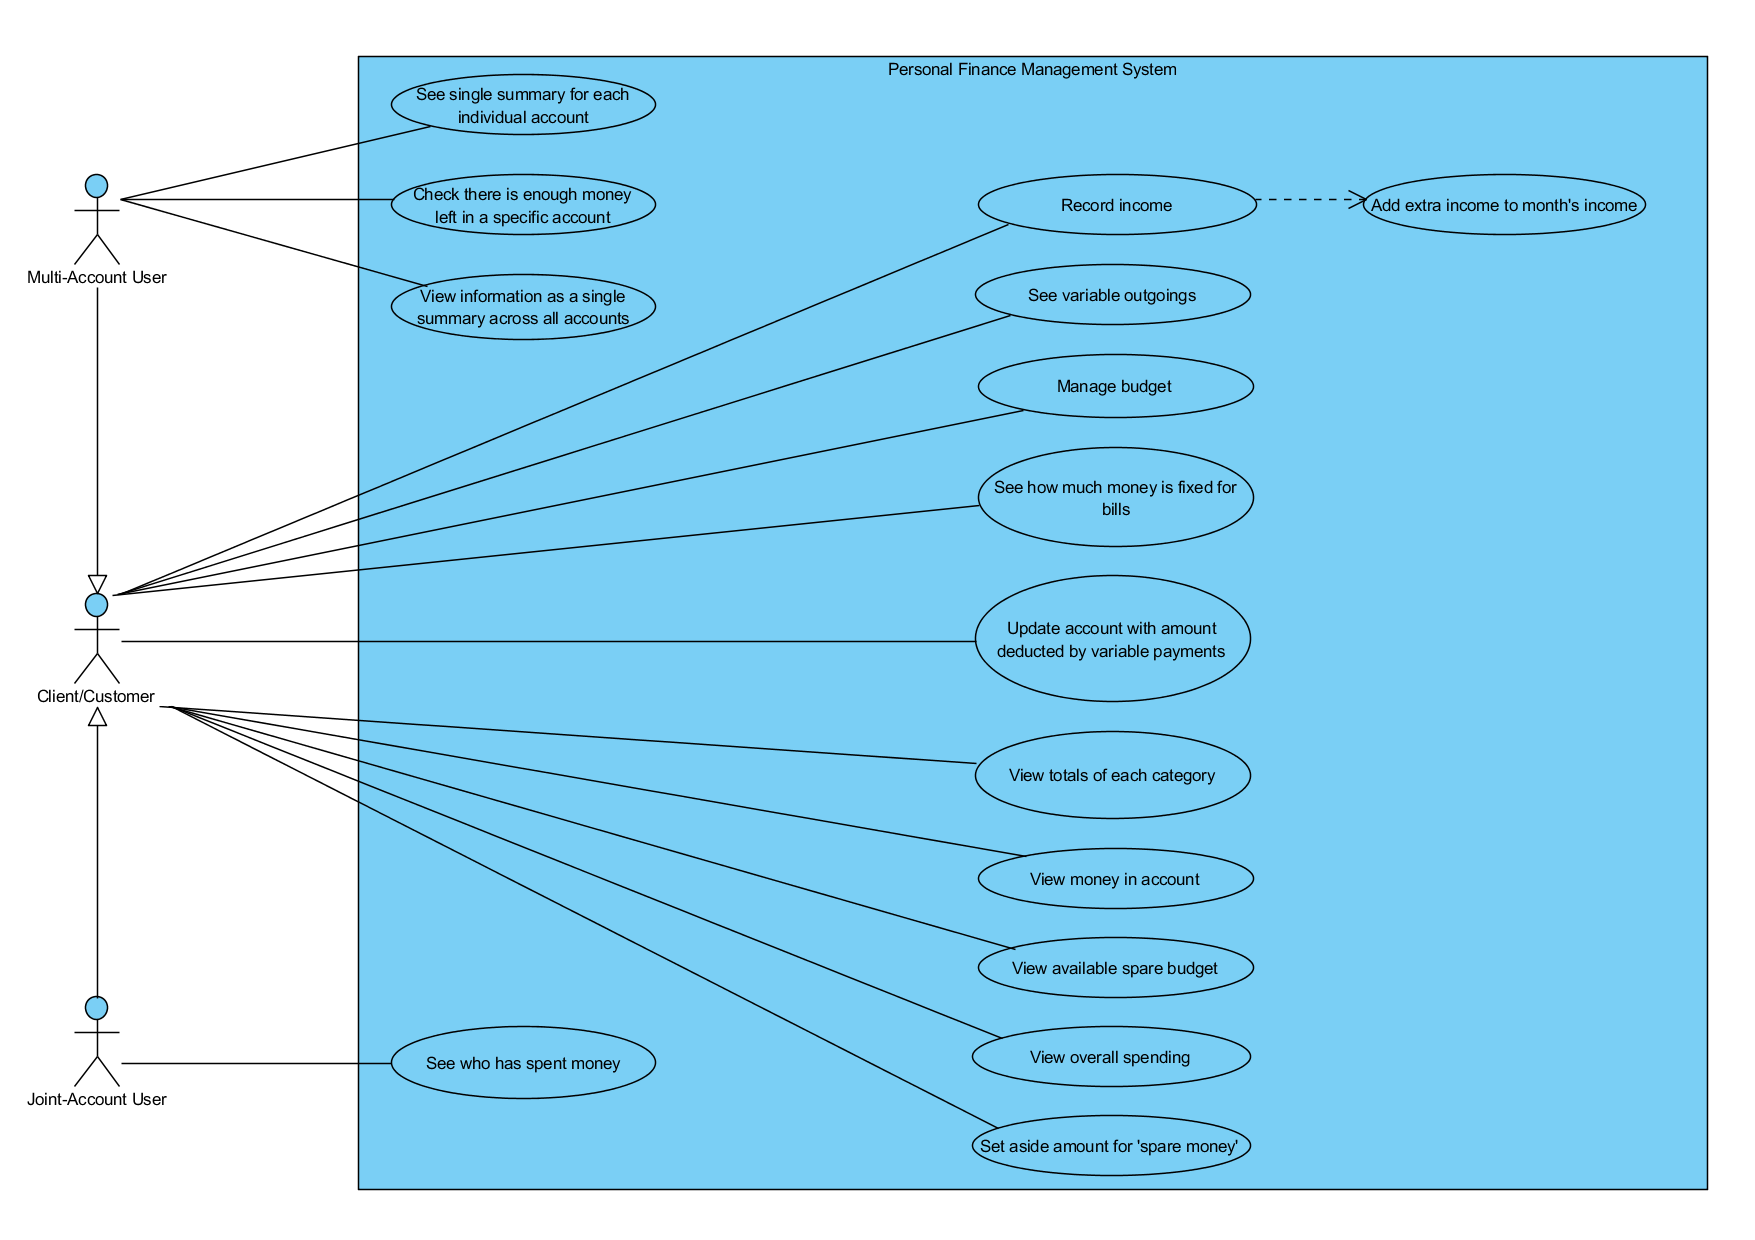 Personal Finance Management System
See single summary for each
individual account
Check there is enough money
left in a specific account
View information as a single
summary across all accounts
Multi-Account User
Record income
Add extra income to month's income
See variable outgoings
Manage budget
See how much money is fixed for
bills
Update account with amount
deducted by variable payments
Client/Customer
View totals of each category
View money in account
View available spare budget
View overall spending
See who has spent money
Joint-Account User
Set aside amount for 'spare money'